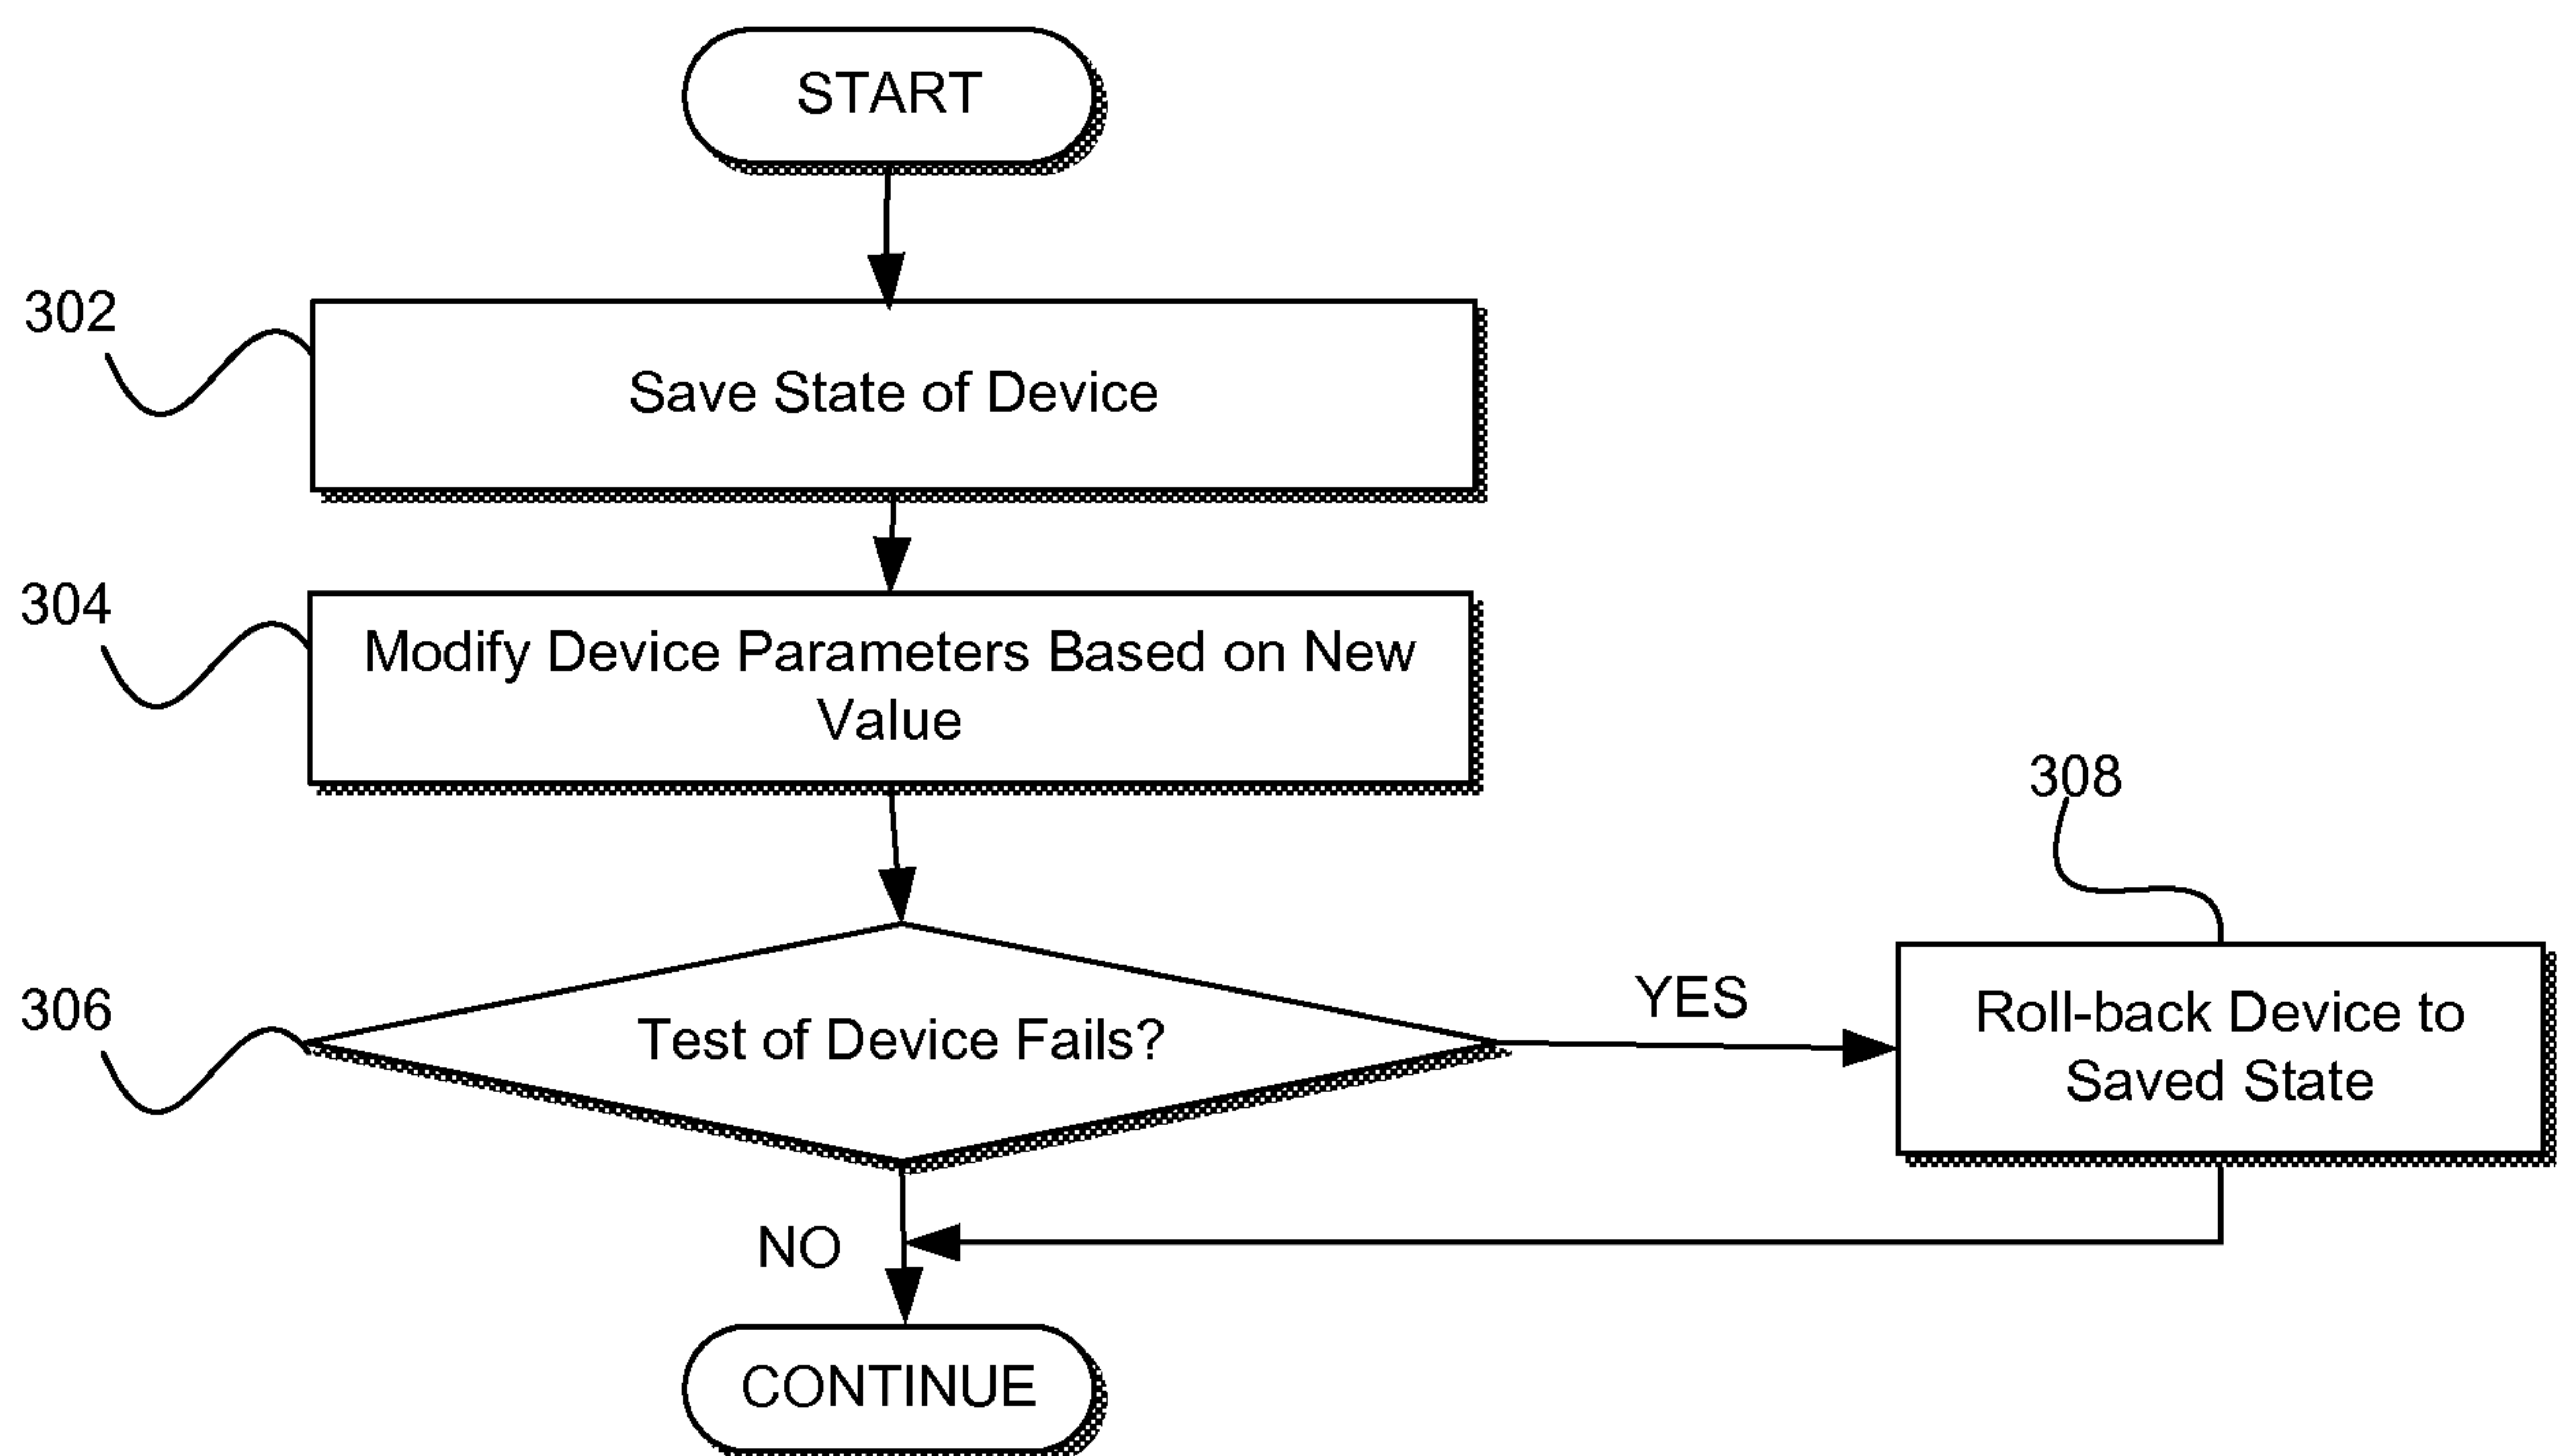 START
302
Save State of Device
304
Modify Device Parameters Based on New
Value
308
306
Test of Device Fails?
YES
Roll-back Device to
Saved State
NO
CONTINUE